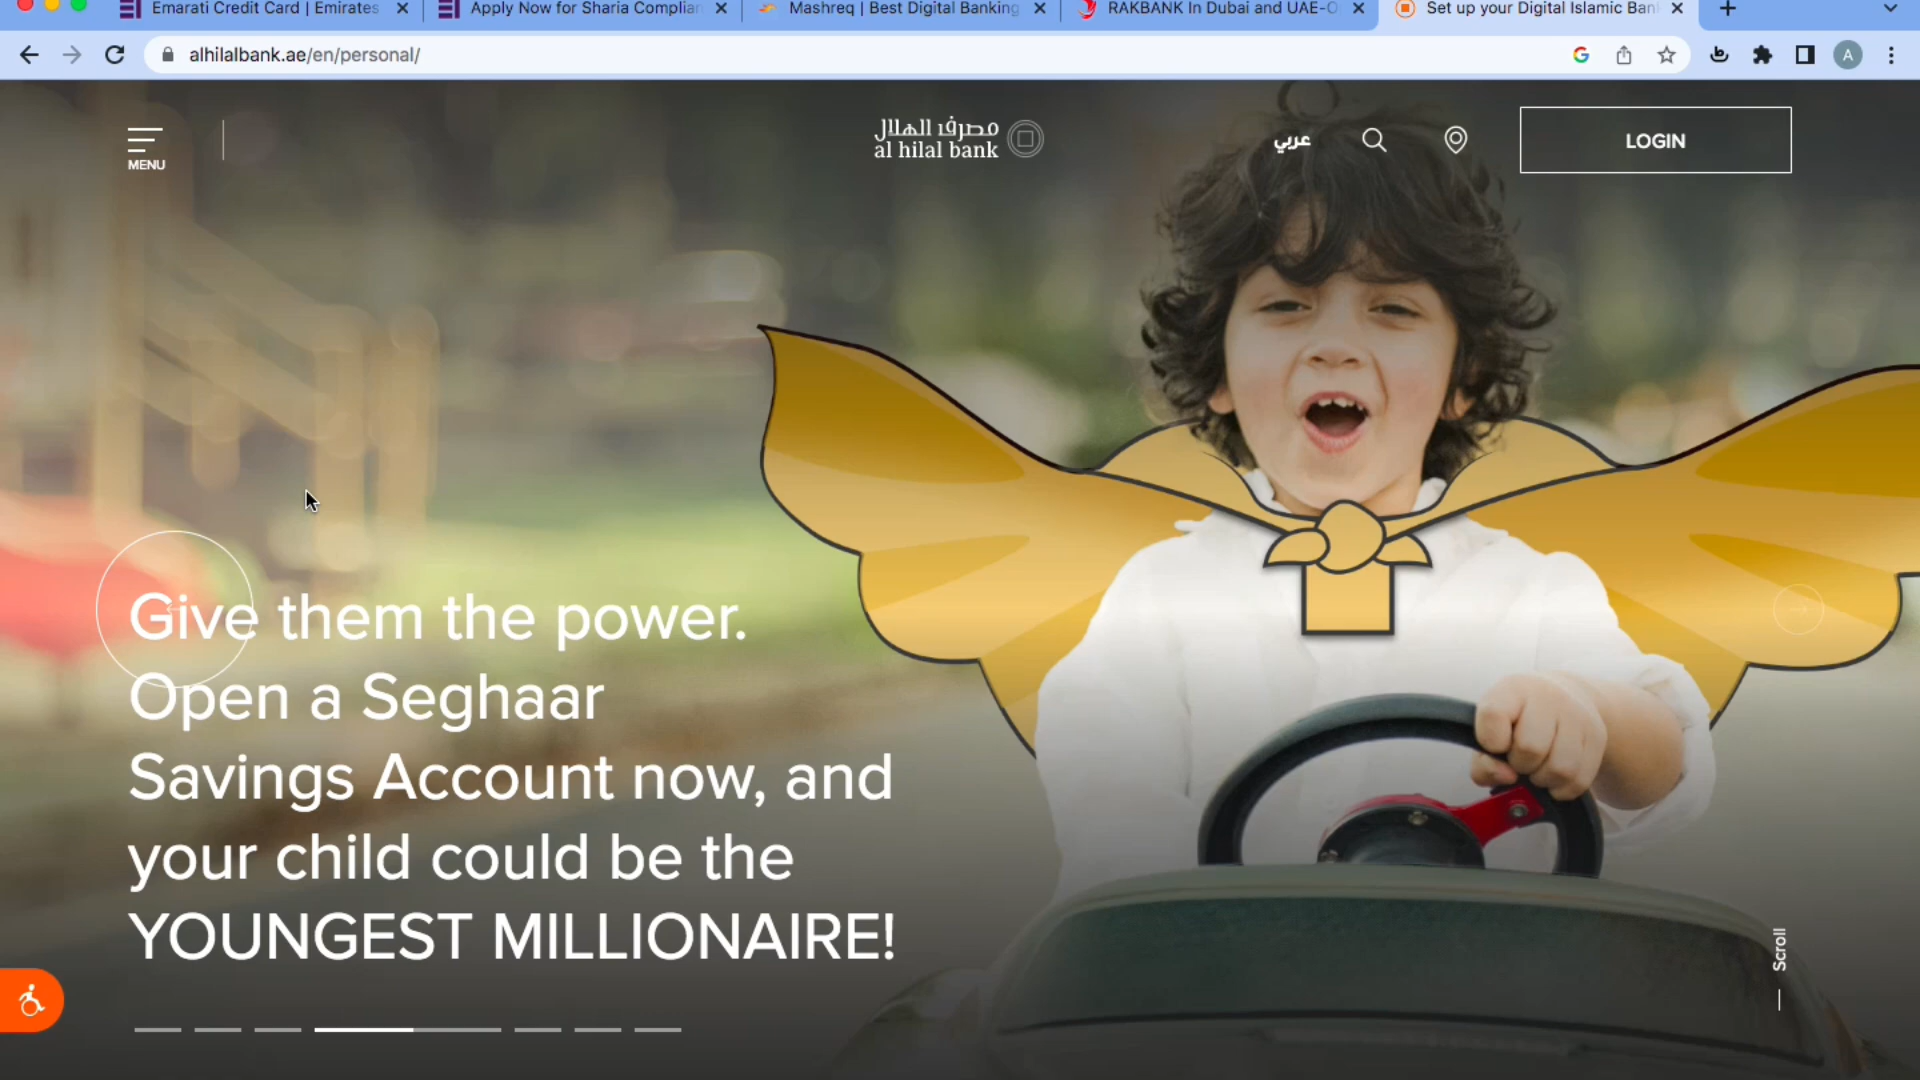 Emarati Credit Card | Emirates
Apply Now for Sharia Complian
Mashreq | Best Digital Banking
RAKBANK In Dubai and UAE-O
Set up your Digital Islamic Ban
alhilalbank.ae/en/personal/
A
MENU
مصرف الهلال
al hilal bank
عربي
LOGIN
Give them the power.
Open a Seghaar
Savings Account now, and
your child could be the
YOUNGEST MILLIONAIRE!
Scroll